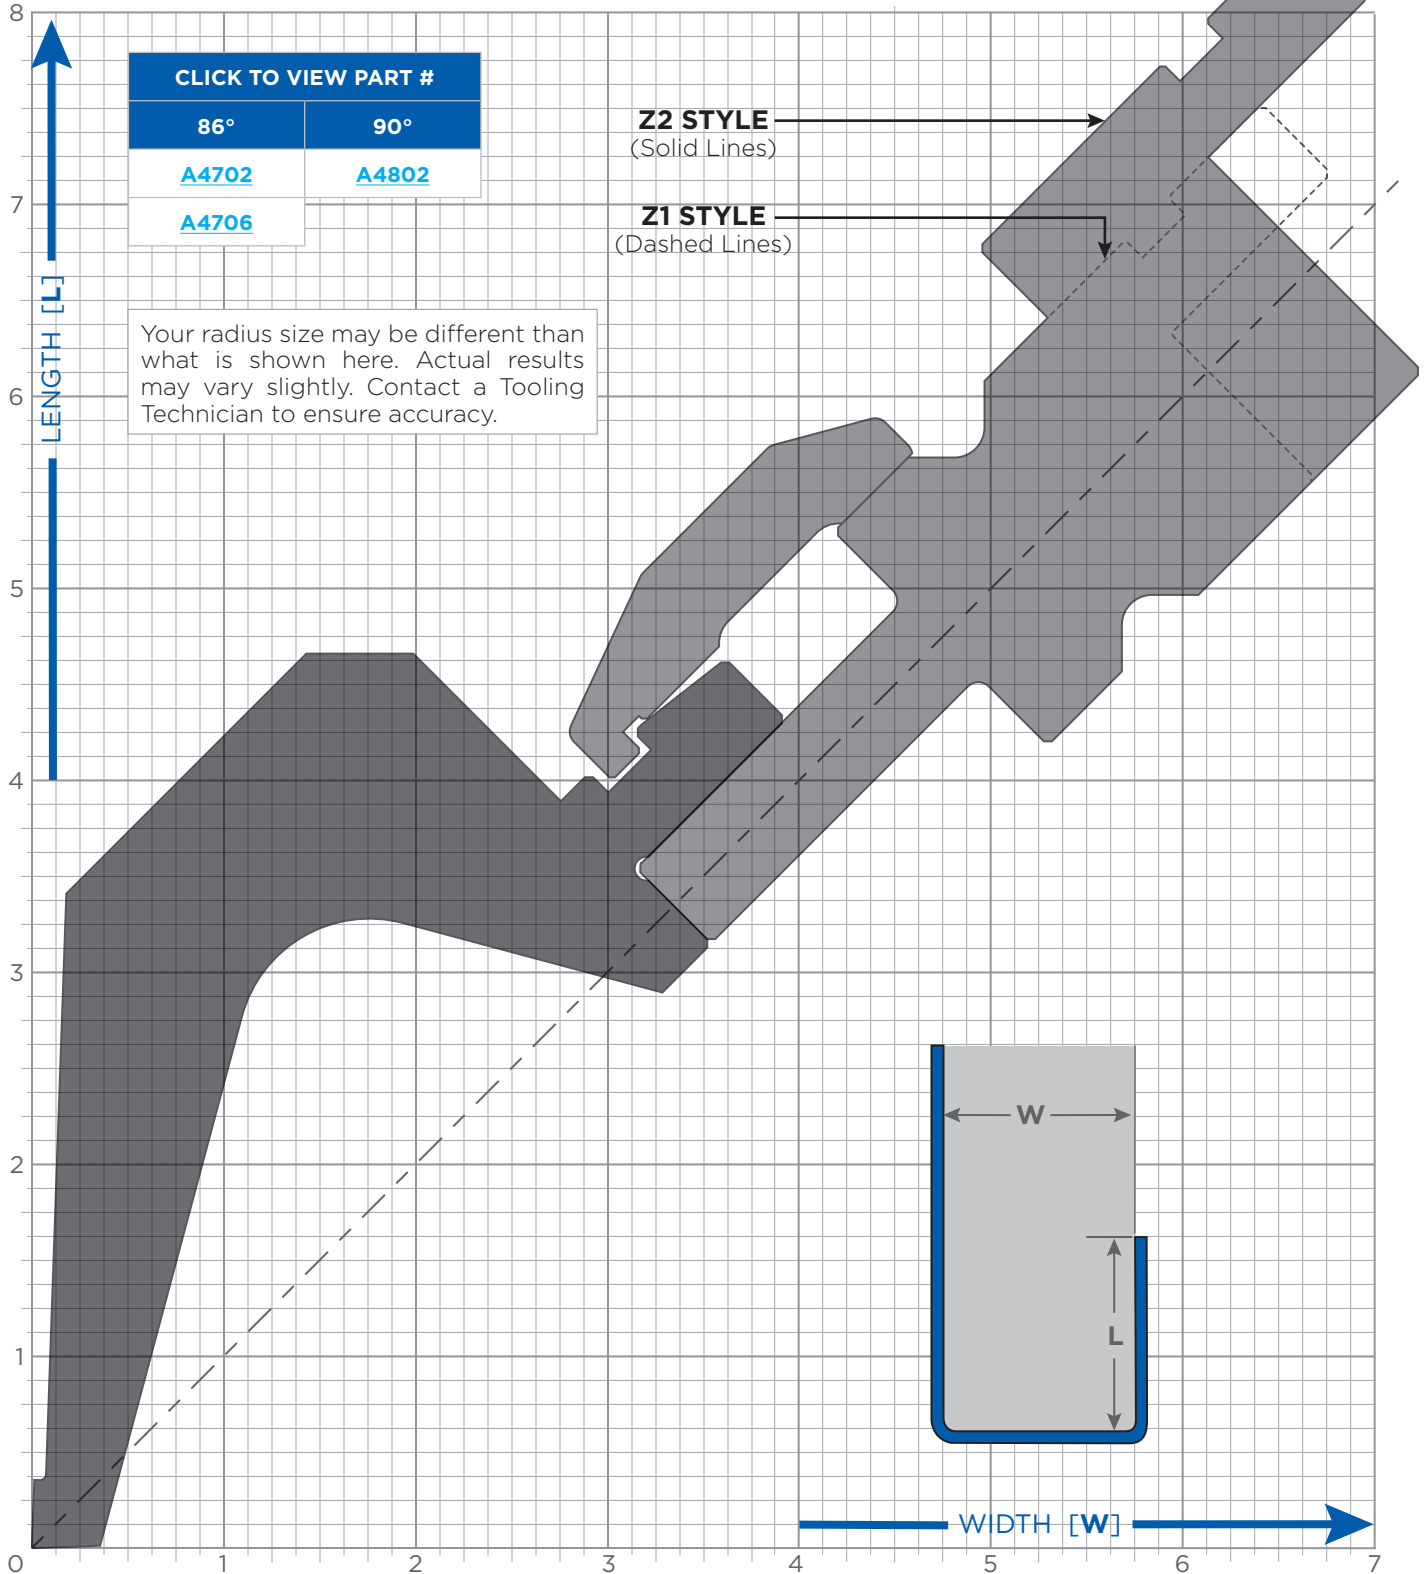 8
CLICK TO VIEW PART #
86° 90°
A4702 A4802
A4706
Z2 STYLE
(Solid Lines)
7
Z1 STYLE
(Dashed Lines)
LENGTH [L]
Your radius size may be different than
what is shown here. Actual results
may vary slightly. Contact a Tooling
Technician to ensure accuracy.
6
5
4
3
W
2
L
1
WIDTH [W]
0 1 2 3 4 5 6 7